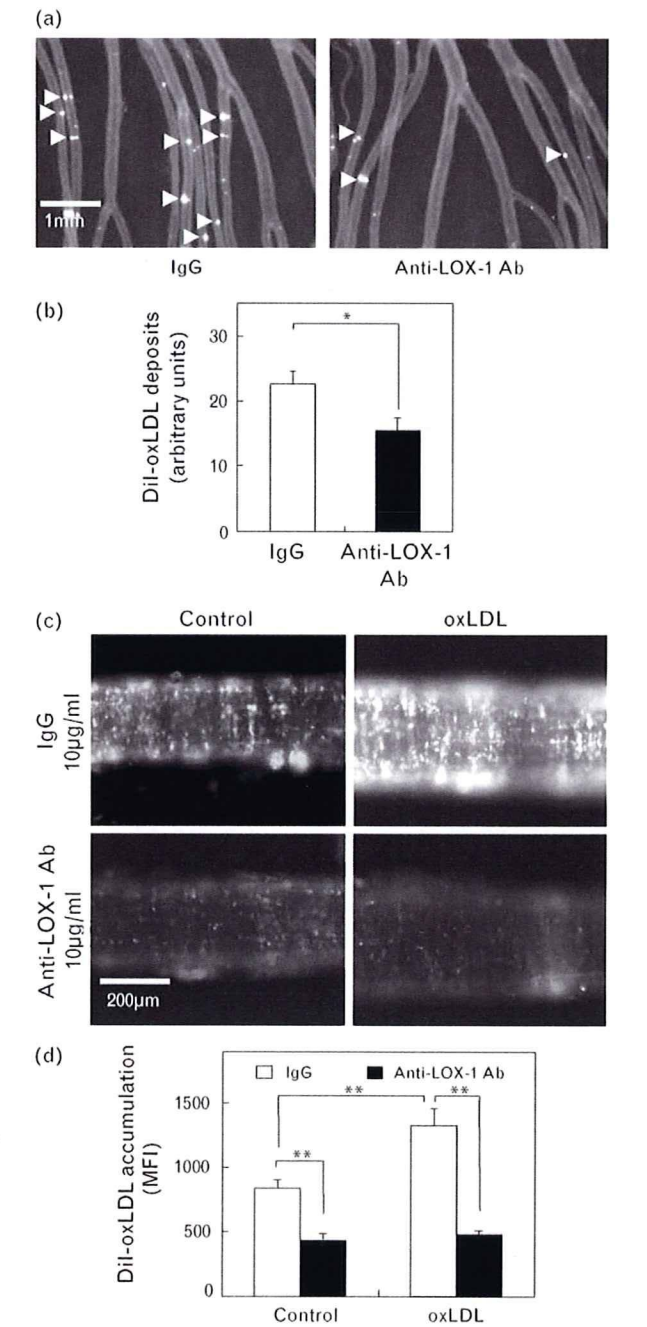 (a)
1mm
IgG
Anti-LOX-1 Ab
(b)
DiI-oxLDL deposits
(arbitrary units)
30
20
10
0
*
IgG
Anti-LOX-1
Ab
(c)
Control
oxLDL
IgG
10µg/ml
Anti-LOX-1 Ab
10µg/ml
200µm
(d)
DiI-oxLDL accumulation
(MFI)
1500
1000
500
0
IgG
Anti-LOX-1 Ab
**
**
**
Control
oxLDL